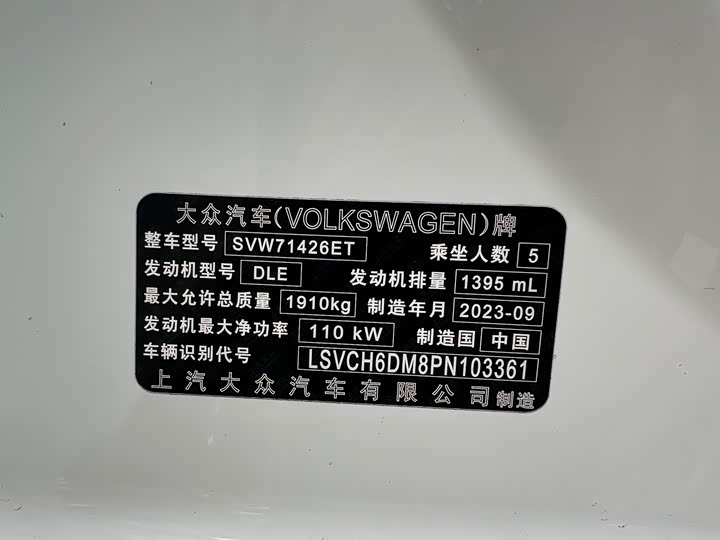 大众汽车(VOLKSWAGEN)牌
整车型号 SVW71426ET 乘坐人数 5
发动机型号 DLE 发动机排量 1395 mL
最大允许总质量 1910kg 制造年月 2023-09
发动机最大净功率 110 kW 制造国 中国
车辆识别代号 LSVCH6DM8PN103361
上汽大众汽车有限公司制造